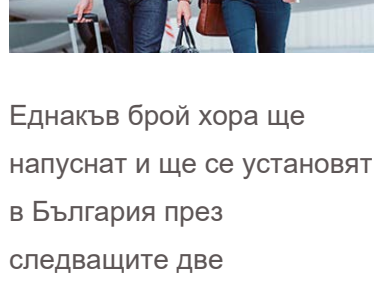 Еднакъв брой хора ще
напуснат и ще се установят
в България през
следващите две